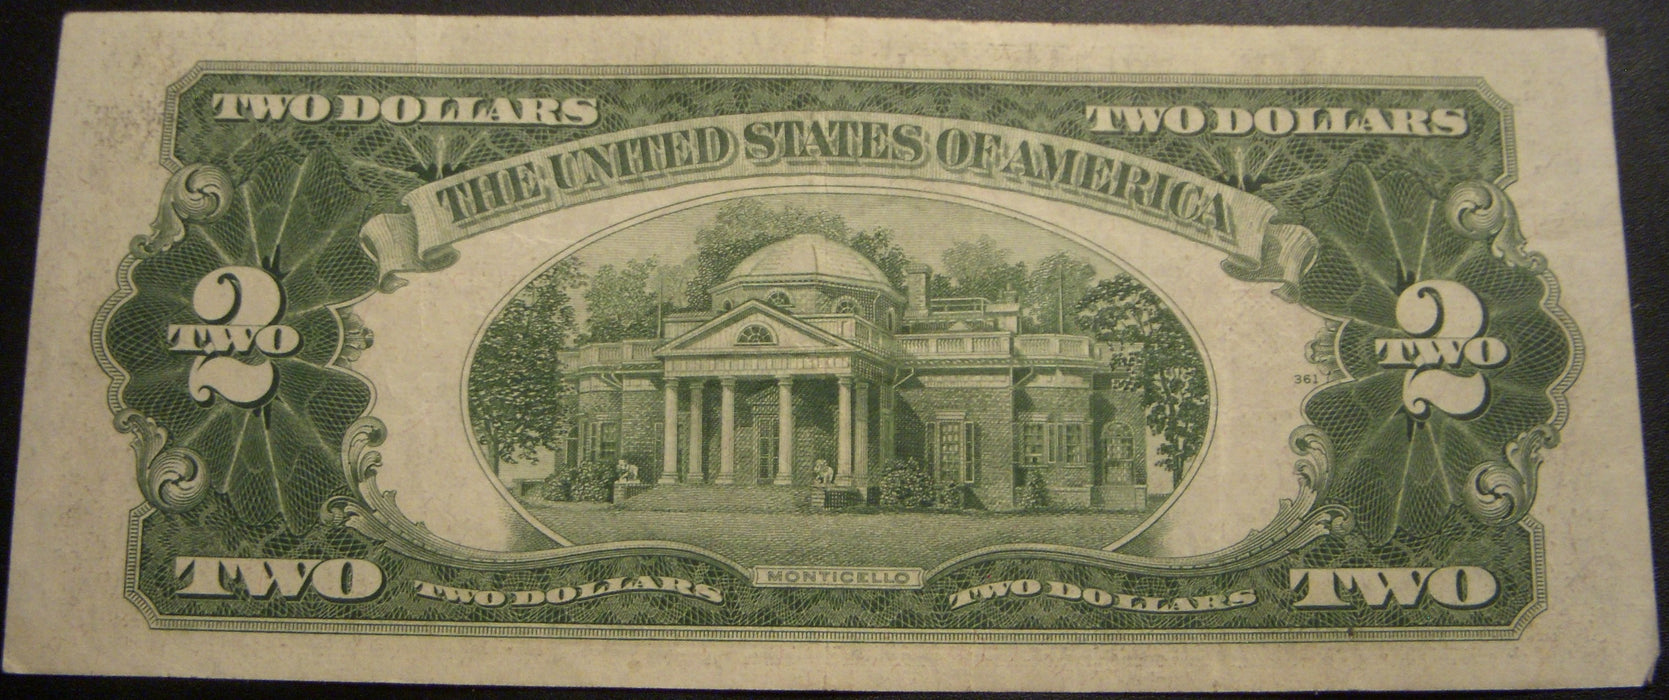 TWO DOLLARS
TWO DOLLARS
THE UNITED STATES OF AMERICA
2
TWO
2
TWO
361
MONTICELLO
TWO
TWO DOLLARS
TWO DOLLARS
TWO